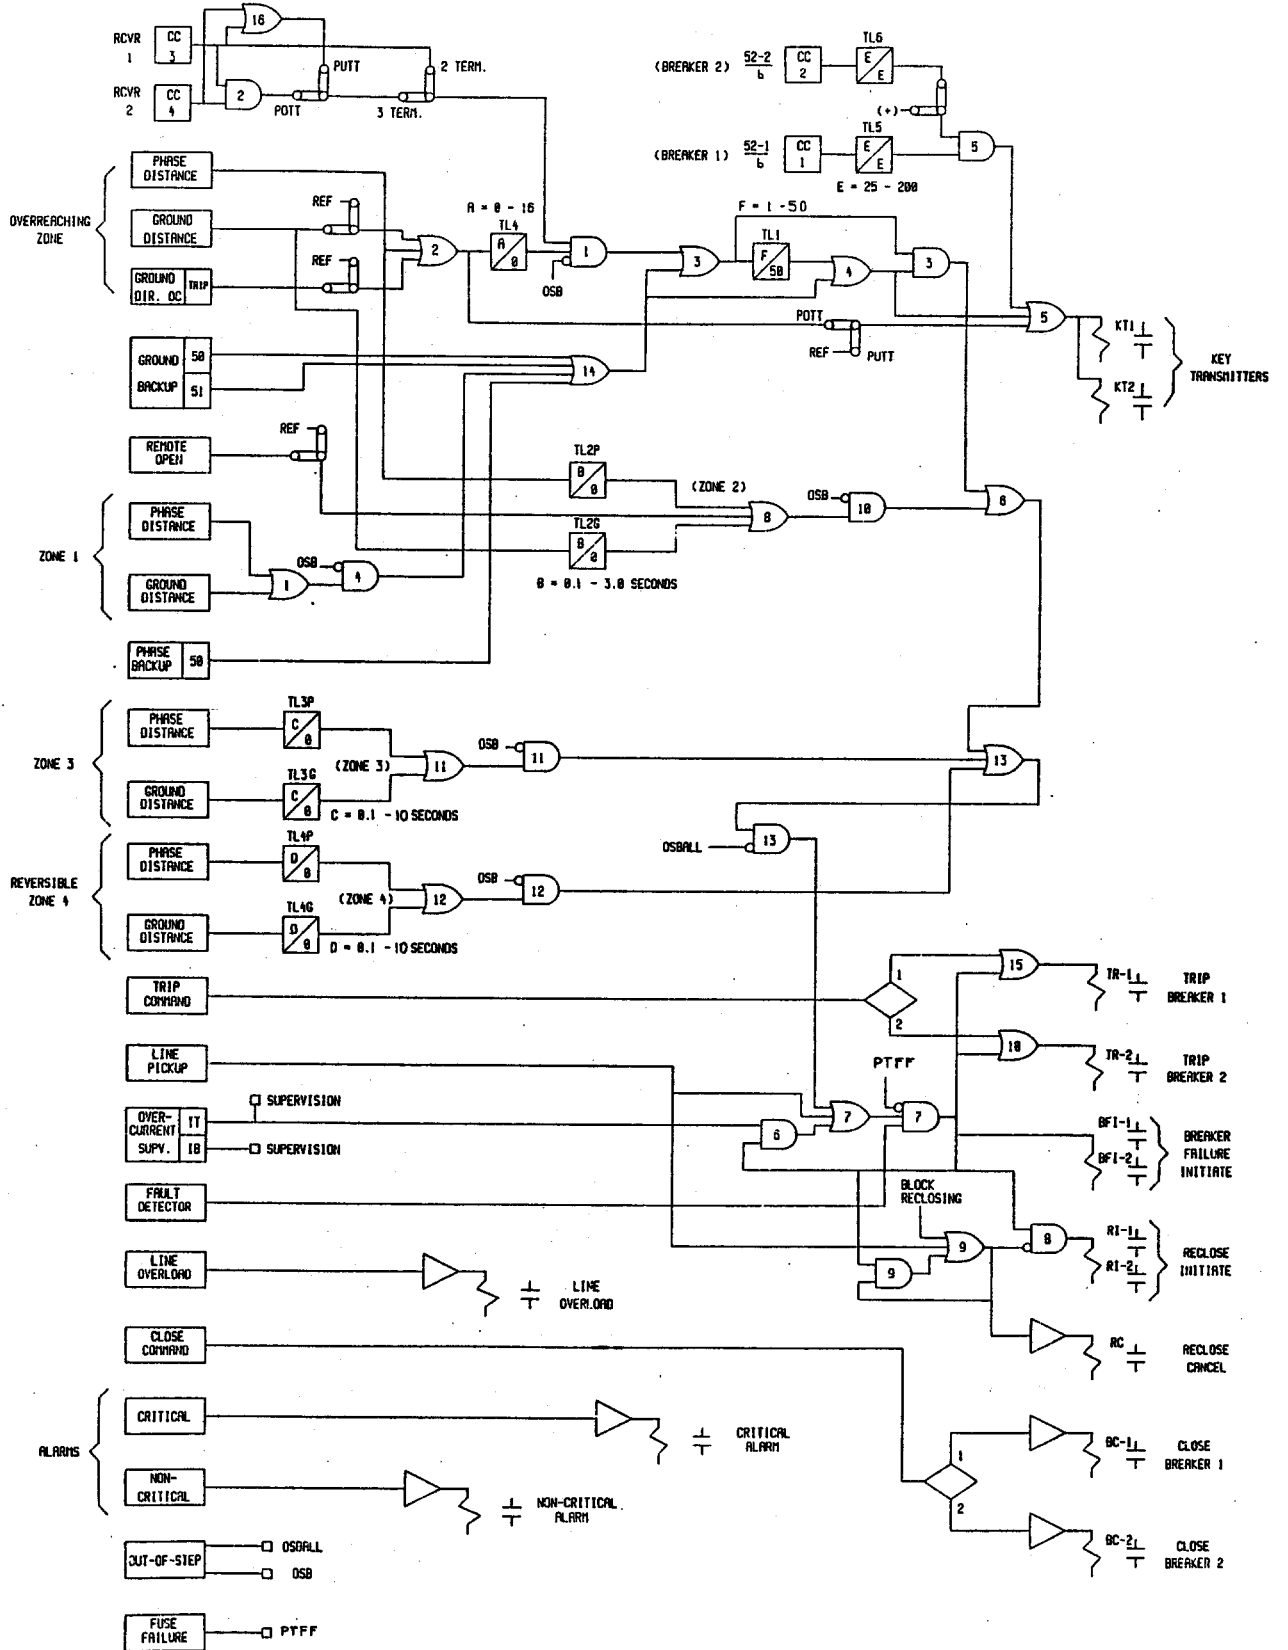 RCVR 1
CC 3
16
RCVR 2
CC 4
2
PUTT
POTT
2 TERM.
3 TERM.
(BREAKER 2)
52-2/b
CC 2
TL6
E
E
(+)
(BREAKER 1)
52-1/b
CC 1
TL5
E
E
5
E = 25 - 200
OVERREACHING ZONE
PHASE DISTANCE
GROUND DISTANCE
GROUND DIR. OC
TRIP
REF
REF
2
A = 0 - 16
TL4
A
0
1
OSB
3
F = 1 - 50
TL1
F
50
4
3
POTT
REF
PUTT
5
KT1
KT2
KEY TRANSMITTERS
GROUND BACKUP
50
51
14
REMOTE OPEN
REF
TL2P
B
0
(ZONE 2)
TL2G
B
0
B = 0.1 - 3.0 SECONDS
8
OSB
10
6
ZONE 1
PHASE DISTANCE
GROUND DISTANCE
1
OSB
4
PHASE BACKUP
50
ZONE 3
PHASE DISTANCE
GROUND DISTANCE
TL3P
C
0
(ZONE 3)
TL3G
C
0
C = 0.1 - 10 SECONDS
11
OSB
11
13
OSBALL
13
REVERSIBLE ZONE 4
PHASE DISTANCE
GROUND DISTANCE
TL4P
D
0
(ZONE 4)
TL4G
D
0
D = 0.1 - 10 SECONDS
12
OSB
12
TRIP COMMAND
1
2
15
TR-1
TRIP BREAKER 1
10
TR-2
TRIP BREAKER 2
LINE PICKUP
PTFF
OVER-CURRENT SUPV.
IT
IB
SUPERVISION
SUPERVISION
6
7
7
BFI-1
BFI-2
BREAKER FAILURE INITIATE
FAULT DETECTOR
BLOCK RECLOSING
9
9
8
RI-1
RI-2
RECLOSE INITIATE
LINE OVERLOAD
LINE OVERLOAD
RC
RECLOSE CANCEL
CLOSE COMMAND
1
2
BC-1
CLOSE BREAKER 1
BC-2
CLOSE BREAKER 2
ALARMS
CRITICAL
CRITICAL ALARM
NON-CRITICAL
NON-CRITICAL ALARM
OUT-OF-STEP
OSBALL
OSB
FUSE FAILURE
PTFF